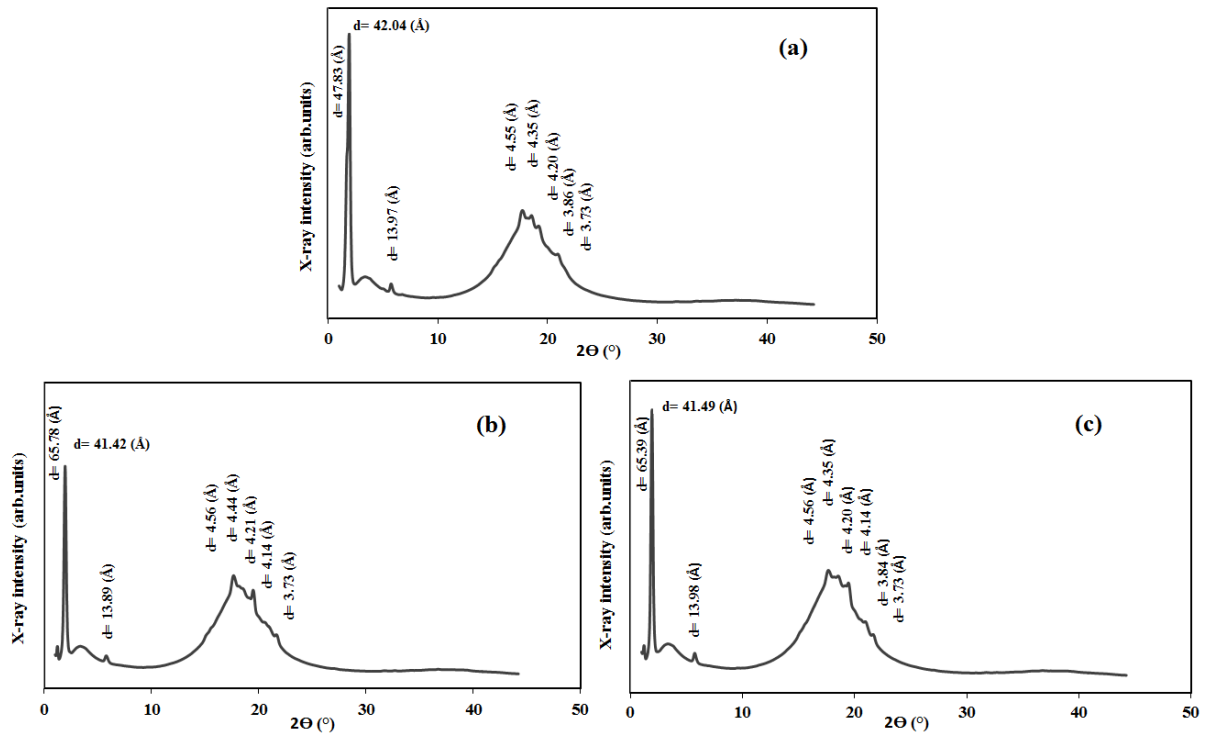 d= 42.04 (Å)
(a)
d= 47.83 (Å)
d= 13.97 (Å)
d= 4.55 (Å)
d= 4.35 (Å)
d= 4.20 (Å)
d= 3.86 (Å)
d= 3.73 (Å)
X-ray intensity (arb.units)
0 10 20 30 40 50
2Θ (°)
d= 65.78 (Å)
d= 41.42 (Å)
(b)
d= 13.89 (Å)
d= 4.56 (Å)
d= 4.44 (Å)
d= 4.21 (Å)
d= 4.14 (Å)
d= 3.73 (Å)
X-ray intensity (arb.units)
0 10 20 30 40 50
2Θ (°)
d= 65.39 (Å)
d= 41.49 (Å)
(c)
d= 13.98 (Å)
d= 4.56 (Å)
d= 4.35 (Å)
d= 4.20 (Å)
d= 4.14 (Å)
d= 3.84 (Å)
d= 3.73 (Å)
X-ray intensity (arb.units)
0 10 20 30 40 50
2Θ (°)